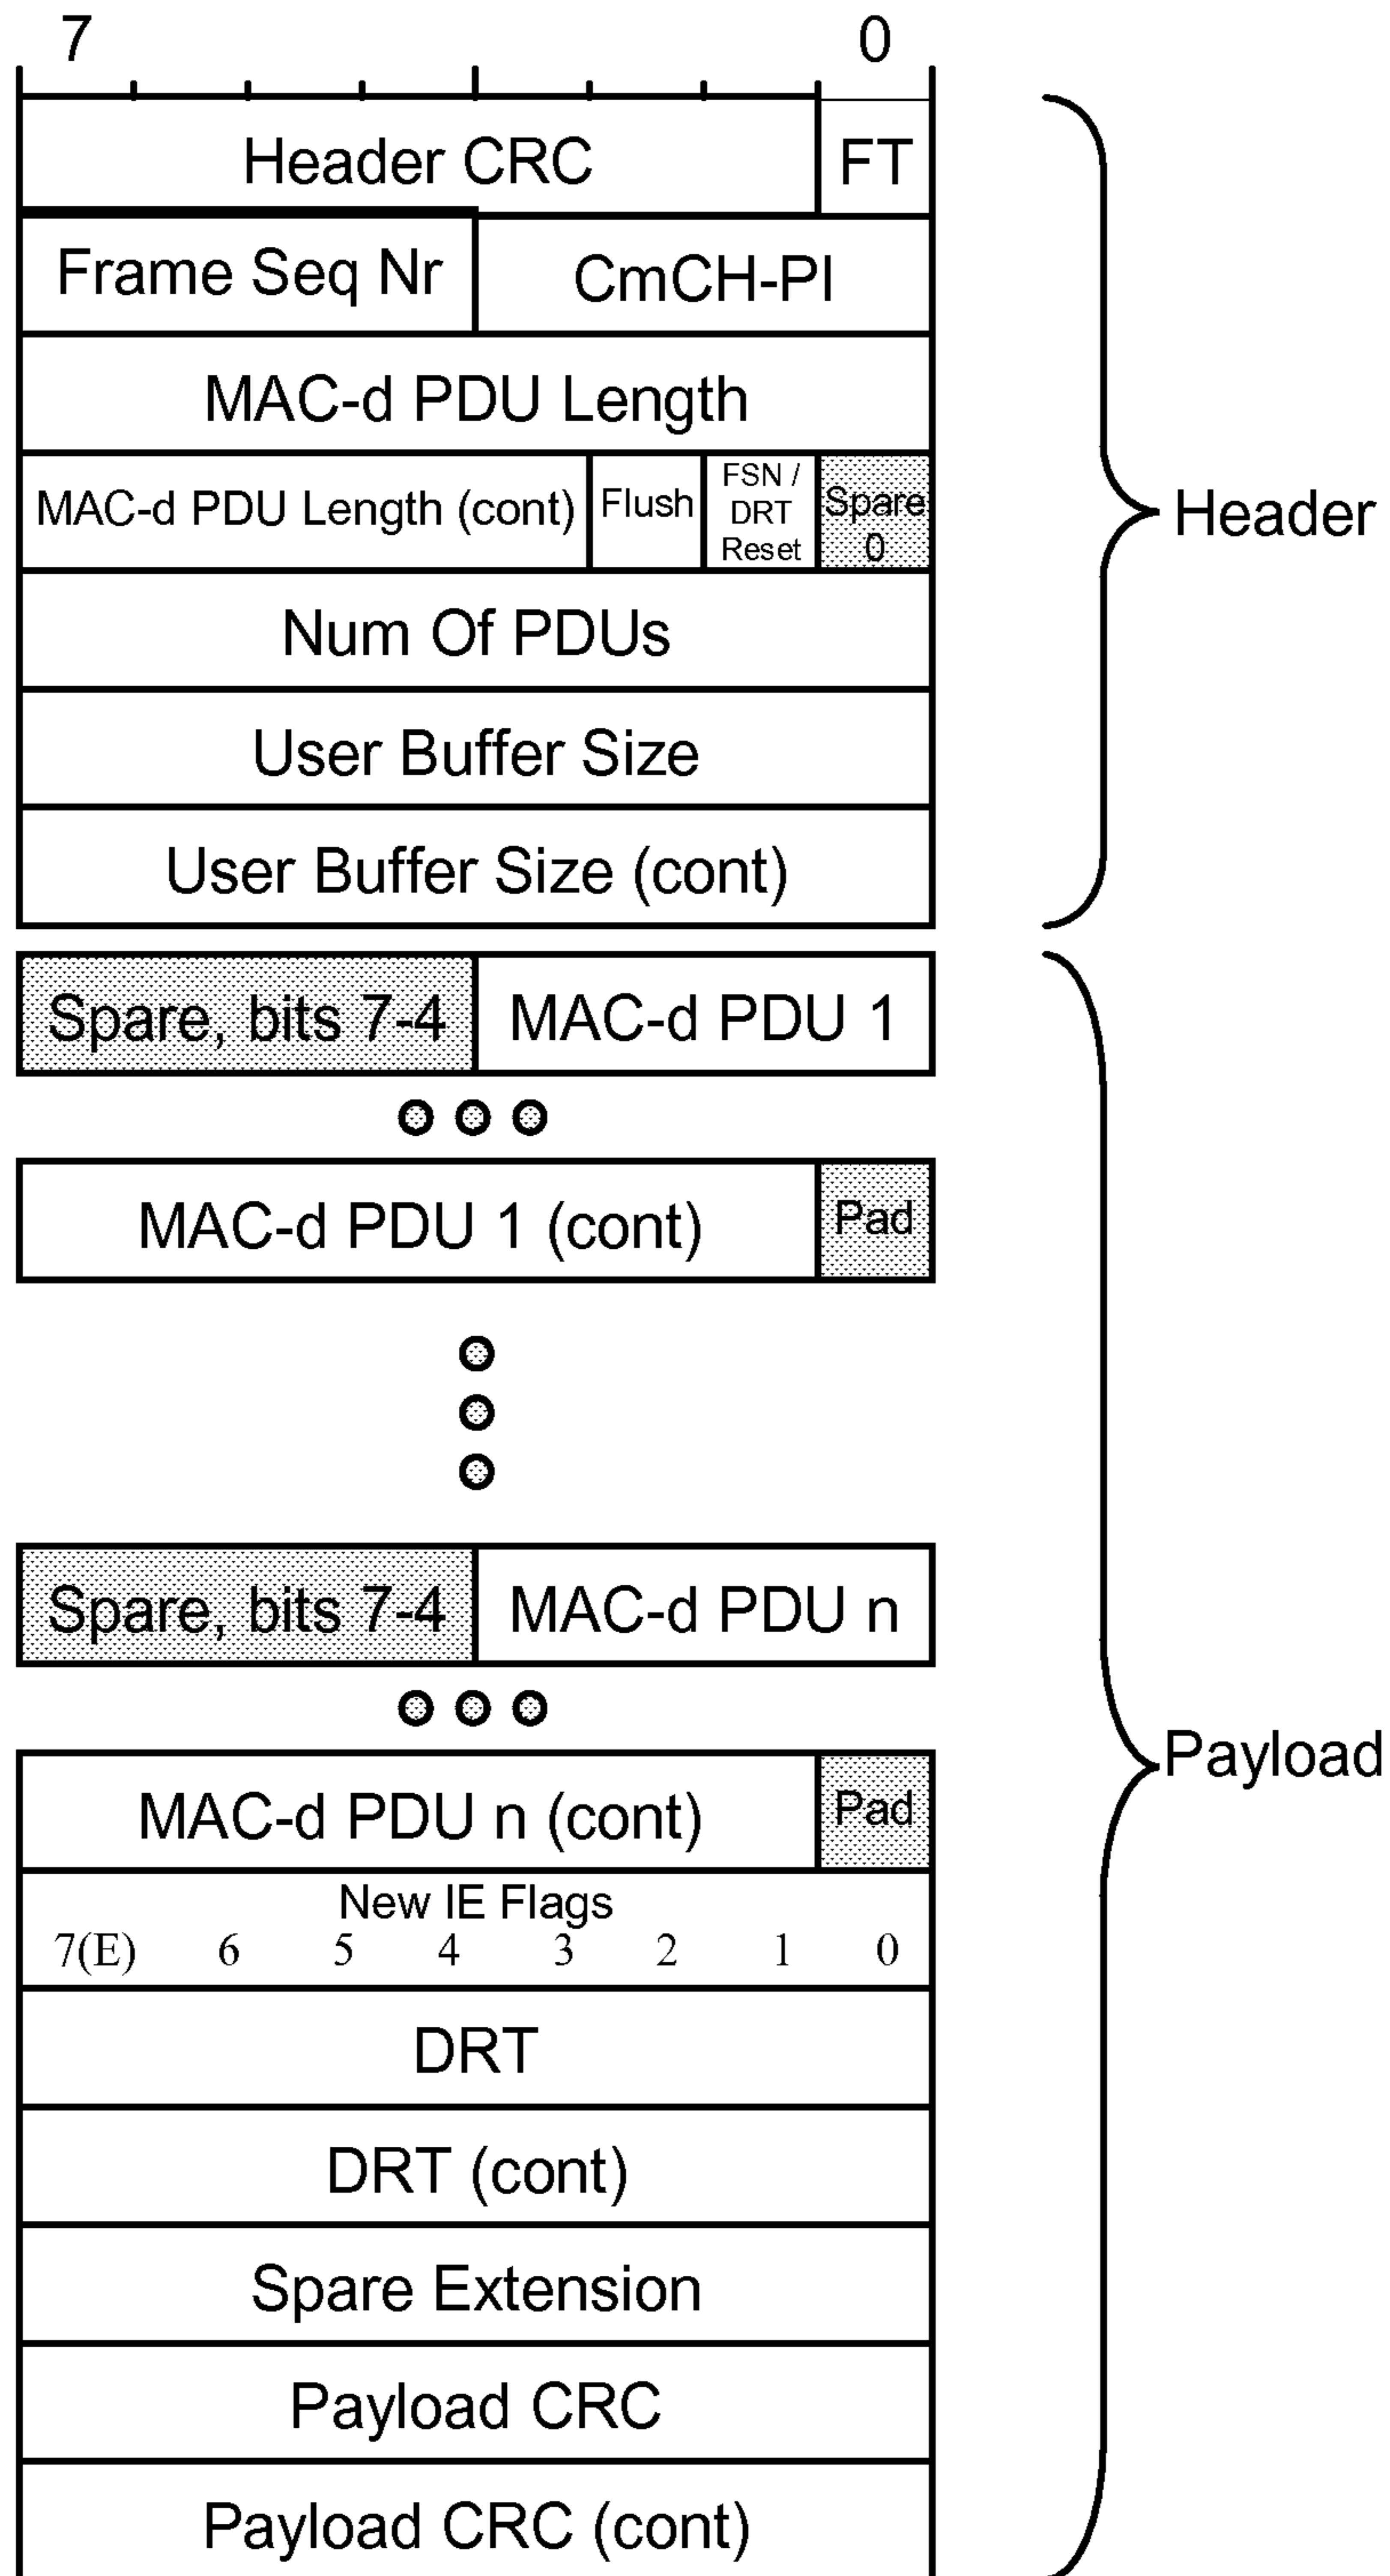 7 0
Header CRC FT
Frame Seq Nr CmCH-PI
MAC-d PDU Length
MAC-d PDU Length (cont) Flush FSN / DRT Reset Spare 0
Header
Num Of PDUs
User Buffer Size
User Buffer Size (cont)
Spare, bits 7-4 MAC-d PDU 1
MAC-d PDU 1 (cont) Pad
Spare, bits 7-4 MAC-d PDU n
Payload
MAC-d PDU n (cont) Pad
New IE Flags
7(E) 6 5 4 3 2 1 0
DRT
DRT (cont)
Spare Extension
Payload CRC
Payload CRC (cont)